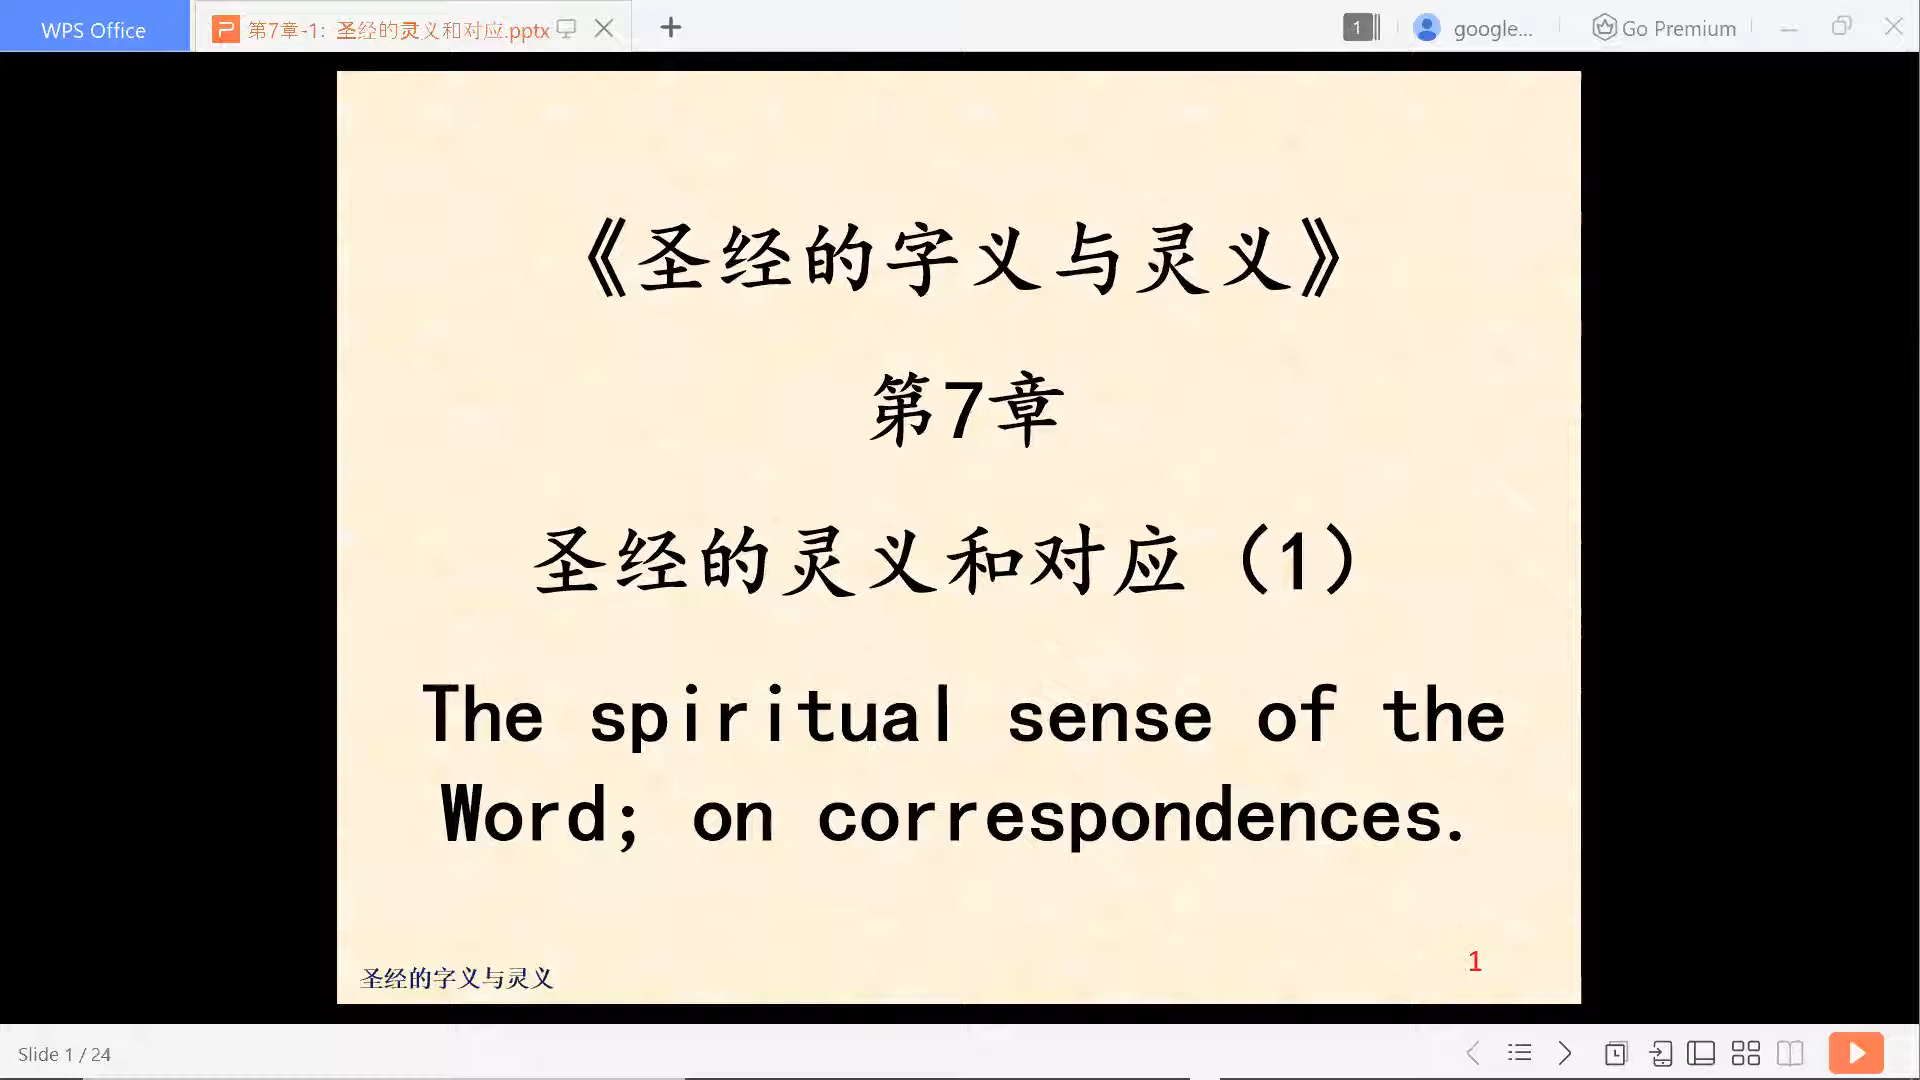 WPS Office
第7章-1: 圣经的灵义和对应.pptx
1
google...
Go Premium
《圣经的字义与灵义》
第7章
圣经的灵义和对应（1）
The spiritual sense of the
Word; on correspondences.
圣经的字义与灵义
1
Slide 1 / 24